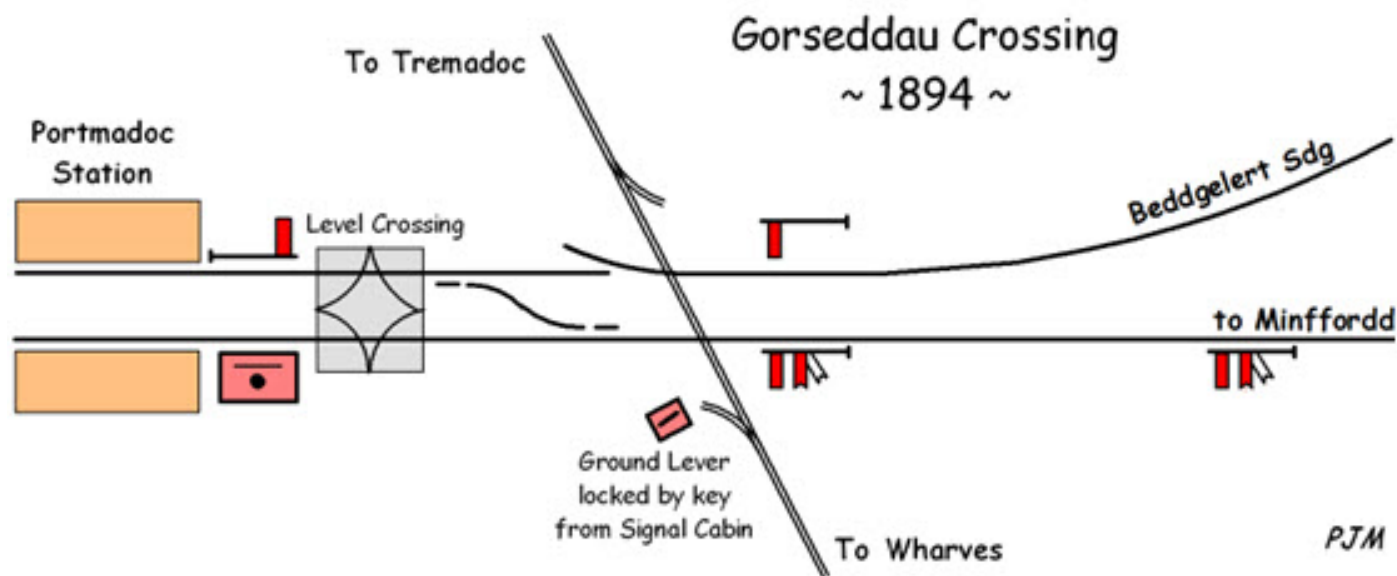 Gorseddau Crossing
~ 1894 ~
To Tremadoc
Portmadoc
Station
Level Crossing
Beddgelert Sdg
to Minffordd
Ground Lever
locked by key
from Signal Cabin
To Wharves
PJM